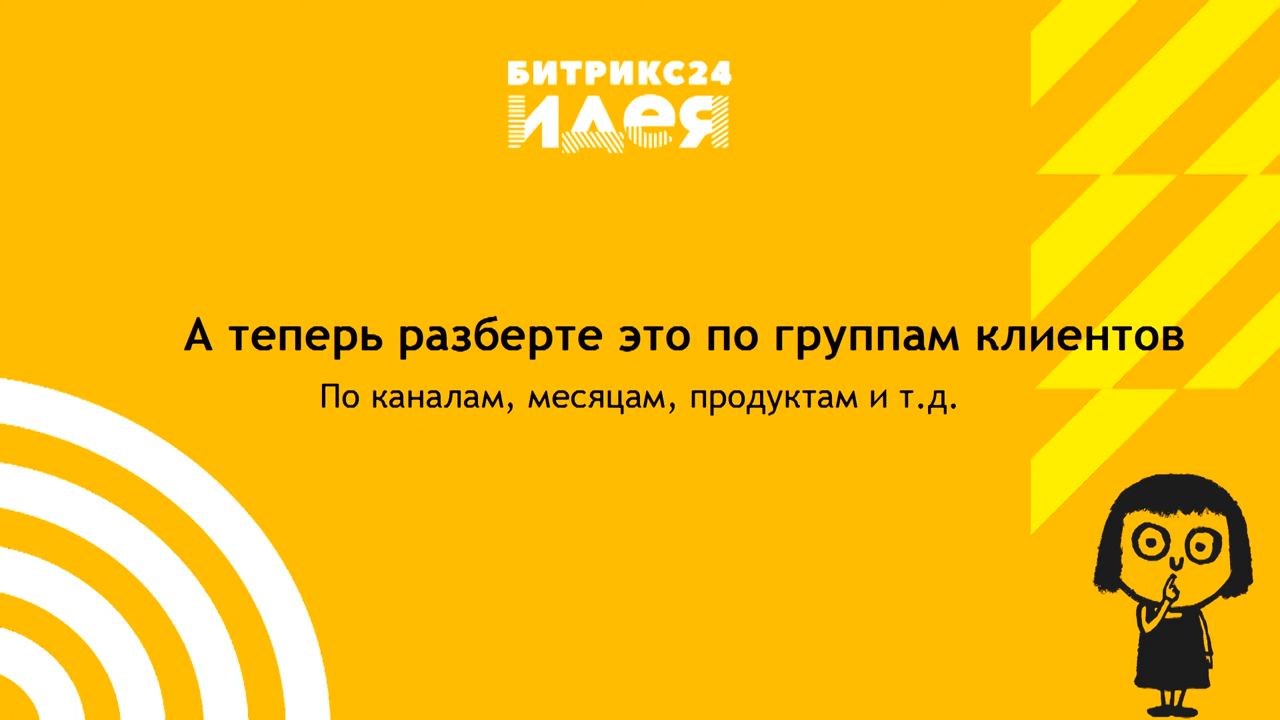 БИТРИКС24
идея
А теперь разберте это по группам клиентов
По каналам, месяцам, продуктам и т.д.